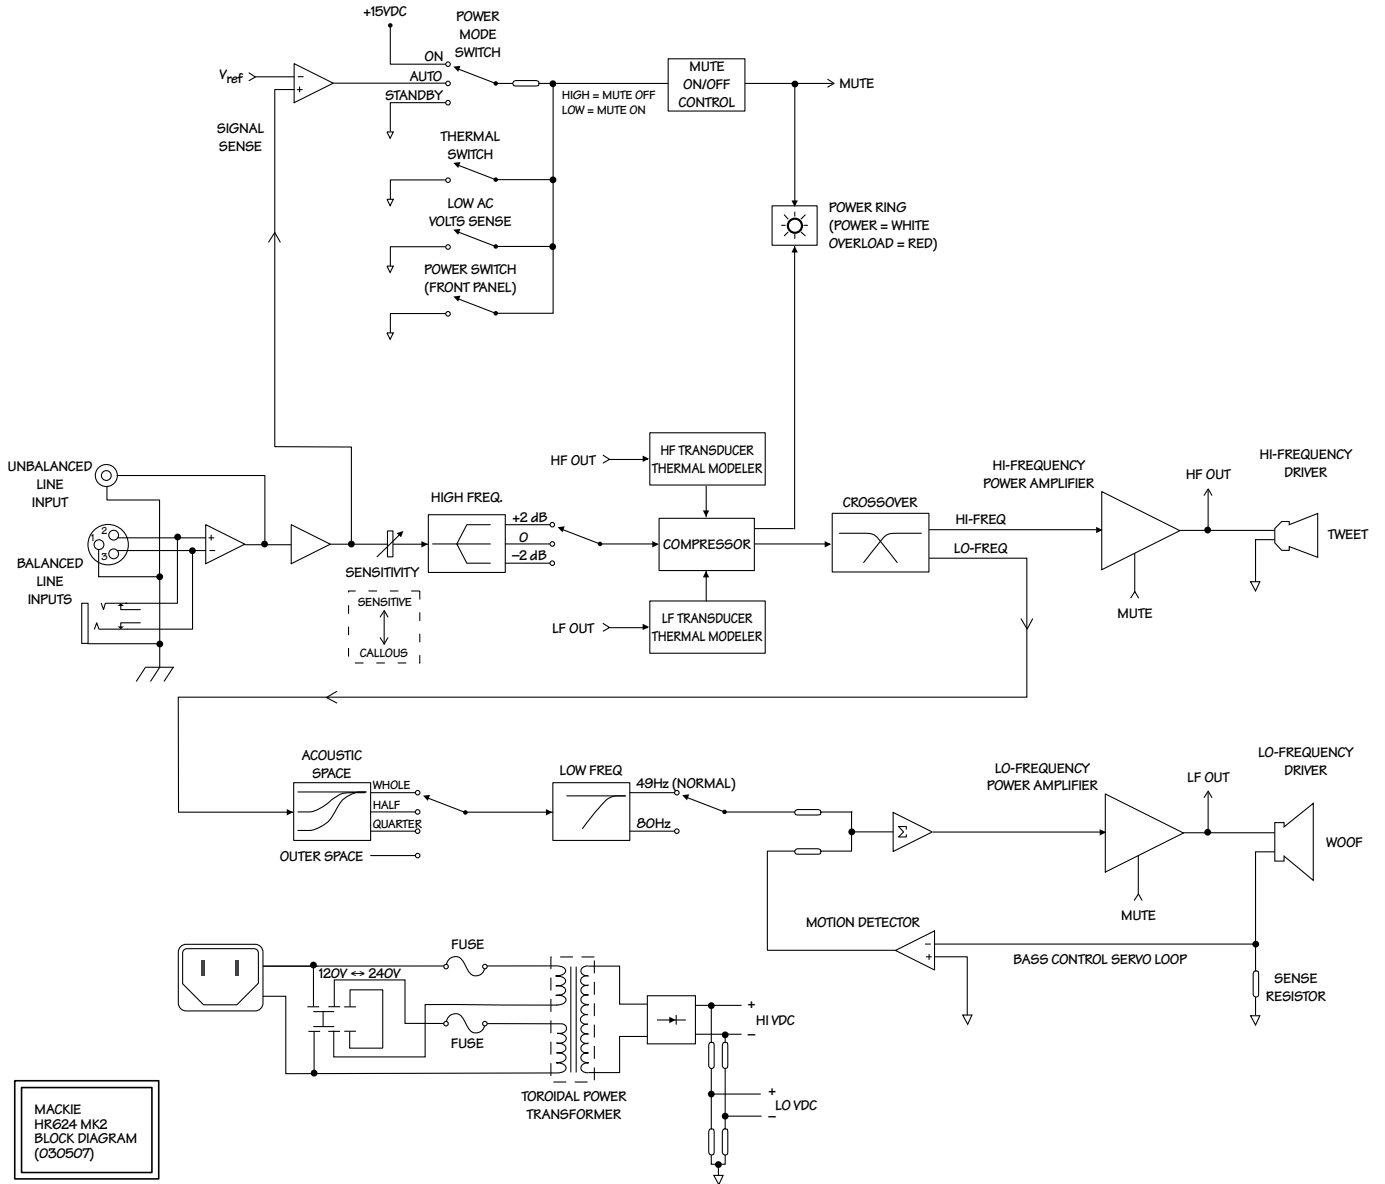 +15VDC
POWER
MODE
SWITCH
ON
AUTO
STANDBY
Vref
−
+
SIGNAL
SENSE
MUTE
ON/OFF
CONTROL
MUTE
HIGH = MUTE OFF
LOW = MUTE ON
THERMAL
SWITCH
LOW AC
VOLTS SENSE
POWER SWITCH
(FRONT PANEL)
POWER RING
(POWER = WHITE
OVERLOAD = RED)
UNBALANCED
LINE
INPUT
BALANCED
LINE
INPUTS
1
2
3
+
−
SENSITIVITY
SENSITIVE
CALLOUS
HIGH FREQ.
+2 dB
0
−2 dB
HF OUT
HF TRANSDUCER
THERMAL MODELER
COMPRESSOR
LF OUT
LF TRANSDUCER
THERMAL MODELER
CROSSOVER
HI-FREQ
LO-FREQ
HI-FREQUENCY
POWER AMPLIFIER
MUTE
HF OUT
HI-FREQUENCY
DRIVER
TWEET
ACOUSTIC
SPACE
WHOLE
HALF
QUARTER
OUTER SPACE
LOW FREQ
49Hz (NORMAL)
80Hz
Σ
LO-FREQUENCY
POWER AMPLIFIER
MUTE
LF OUT
LO-FREQUENCY
DRIVER
WOOF
MOTION DETECTOR
−
+
BASS CONTROL SERVO LOOP
SENSE
RESISTOR
120V ↔ 240V
FUSE
FUSE
TOROIDAL POWER
TRANSFORMER
+
HI VDC
−
+
LO VDC
−
MACKIE
HR624 MK2
BLOCK DIAGRAM
(030507)